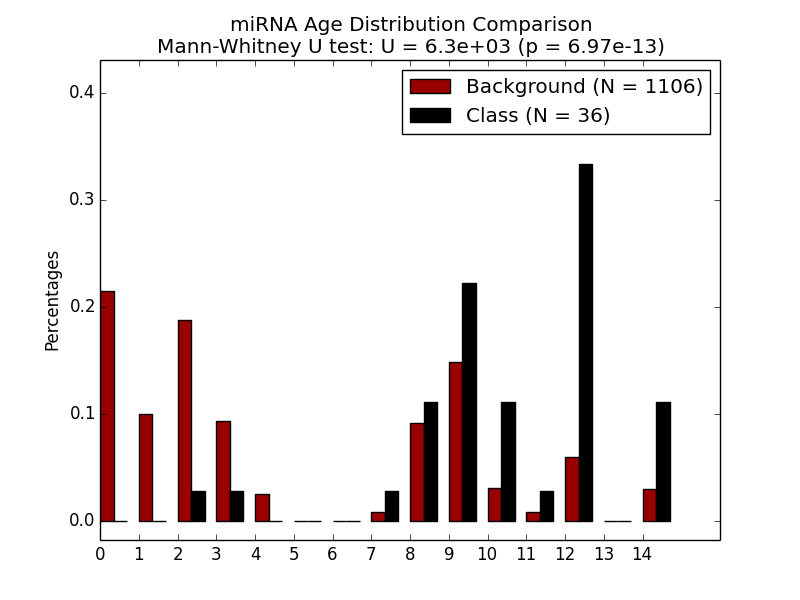 miRNA Age Distribution Comparison
Mann-Whitney U test: U = 6.3e+03 (p = 6.97e-13)
Background (N = 1106)
Class (N = 36)
Percentages
0.4
0.3
0.2
0.1
0.0
0 1 2 3 4 5 6 7 8 9 10 11 12 13 14